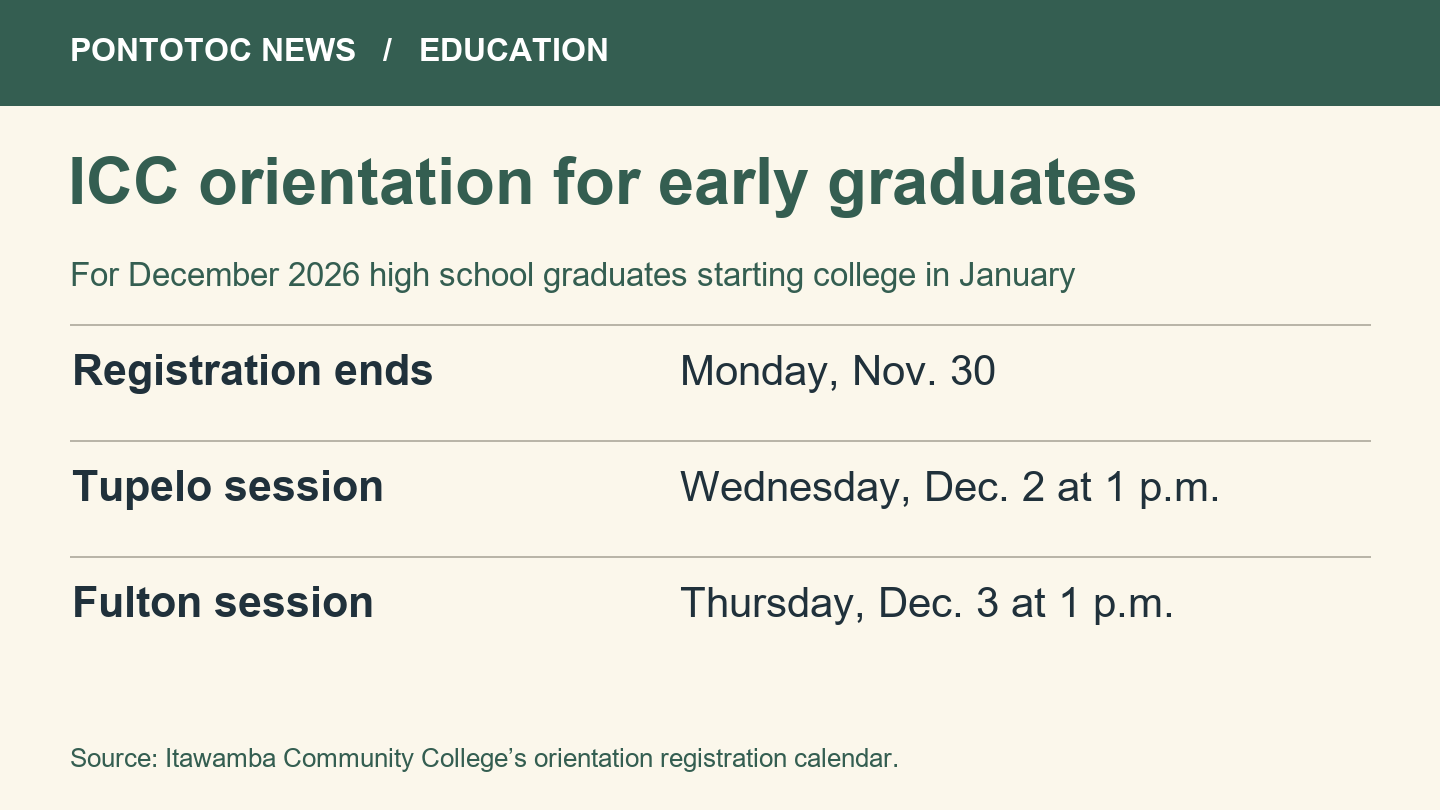 PONTOTOC NEWS / EDUCATION
ICC orientation for early graduates
For December 2026 high school graduates starting college in January
Registration ends Monday, Nov. 30
Tupelo session Wednesday, Dec. 2 at 1 p.m.
Fulton session Thursday, Dec. 3 at 1 p.m.
Source: Itawamba Community College’s orientation registration calendar.